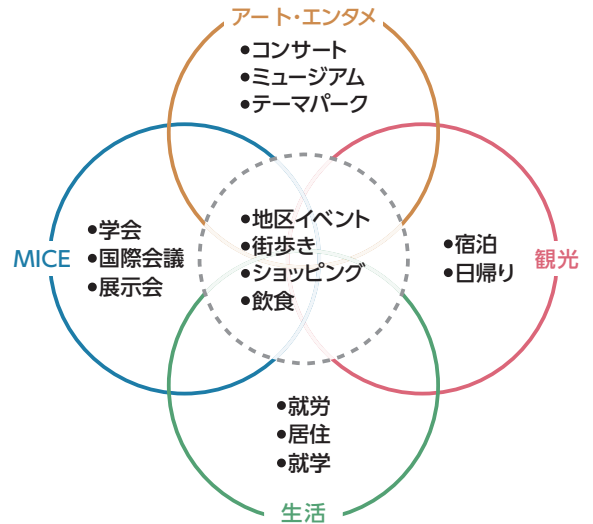 アート・エンタメ
●コンサート
●ミュージアム
●テーマパーク
MICE
●学会
●国際会議
●展示会
●地区イベント
●街歩き
●ショッピング
●飲食
●宿泊
●日帰り
観光
●就労
●居住
●就学
生活